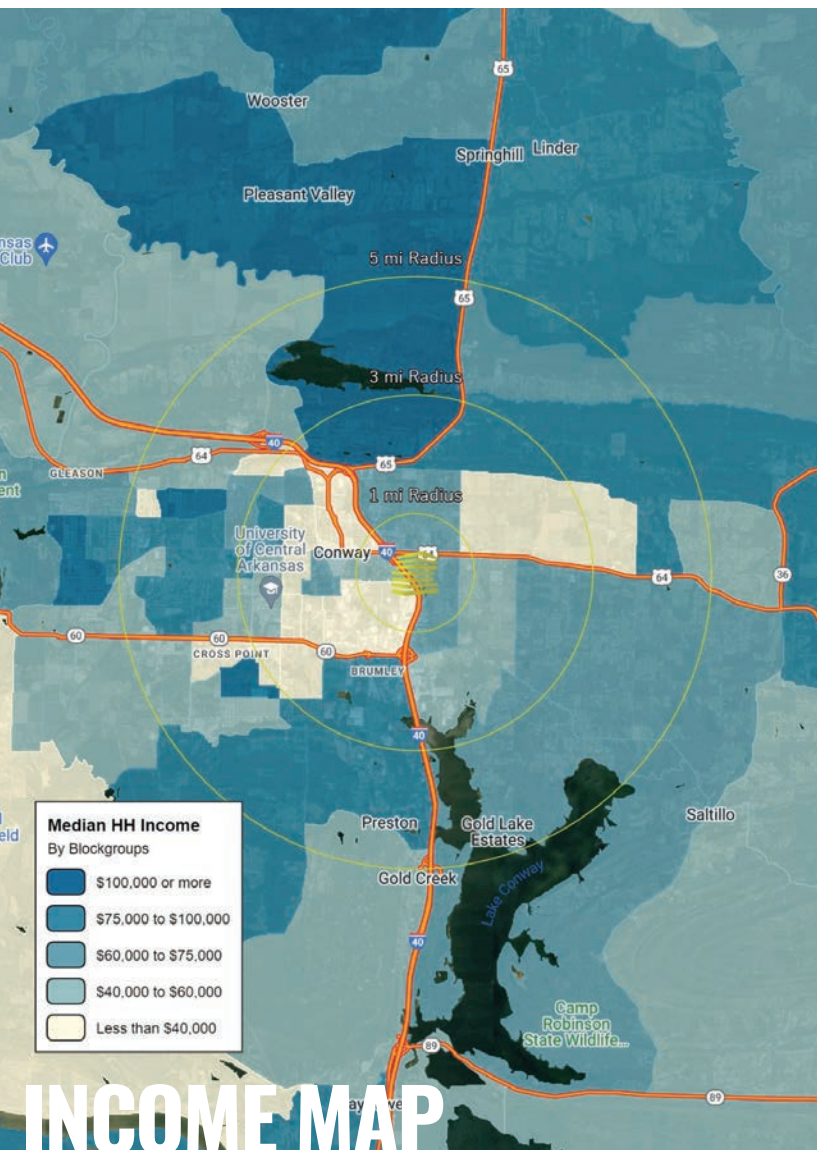 65
Wooster
Springhill
Linder
Pleasant Valley
Club
5 mi Radius
65
3 mi Radius
40
64
65
GLEASON
1 mi Radius
University
of Central
Arkansas
Conway
40
64
36
60
60
CROSS POINT
60
BRUMLEY
40
Preston
Gold Lake
Estates
Saltillo
Gold Creek
Lake Conway
40
Camp
Robinson
State Wildlife...
89
89
Median HH Income
By Blockgroups
$100,000 or more
$75,000 to $100,000
$60,000 to $75,000
$40,000 to $60,000
Less than $40,000
INCOME MAP